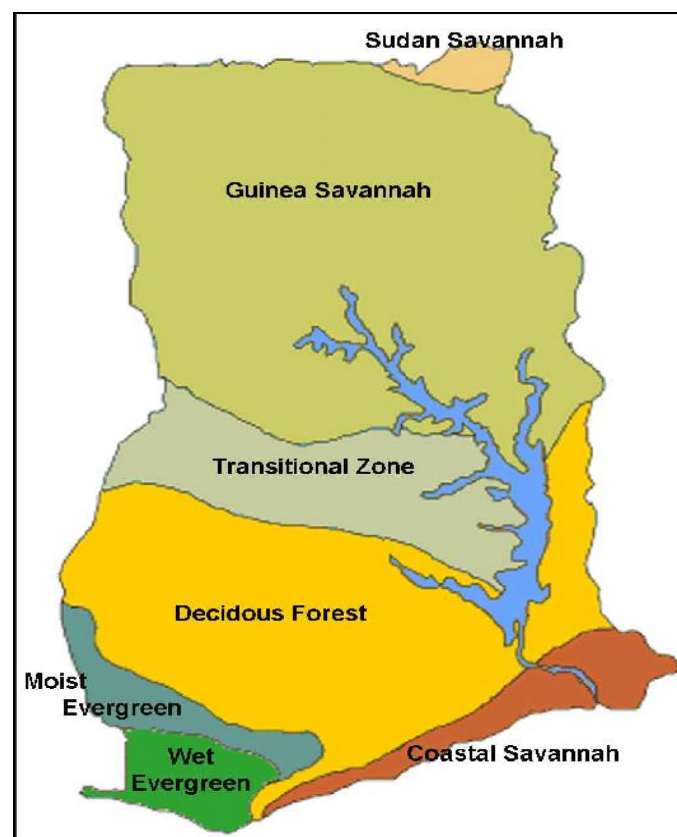 Sudan Savannah
Guinea Savannah
Transitional Zone
Decidous Forest
Moist
Evergreen
Wet
Evergreen
Coastal Savannah